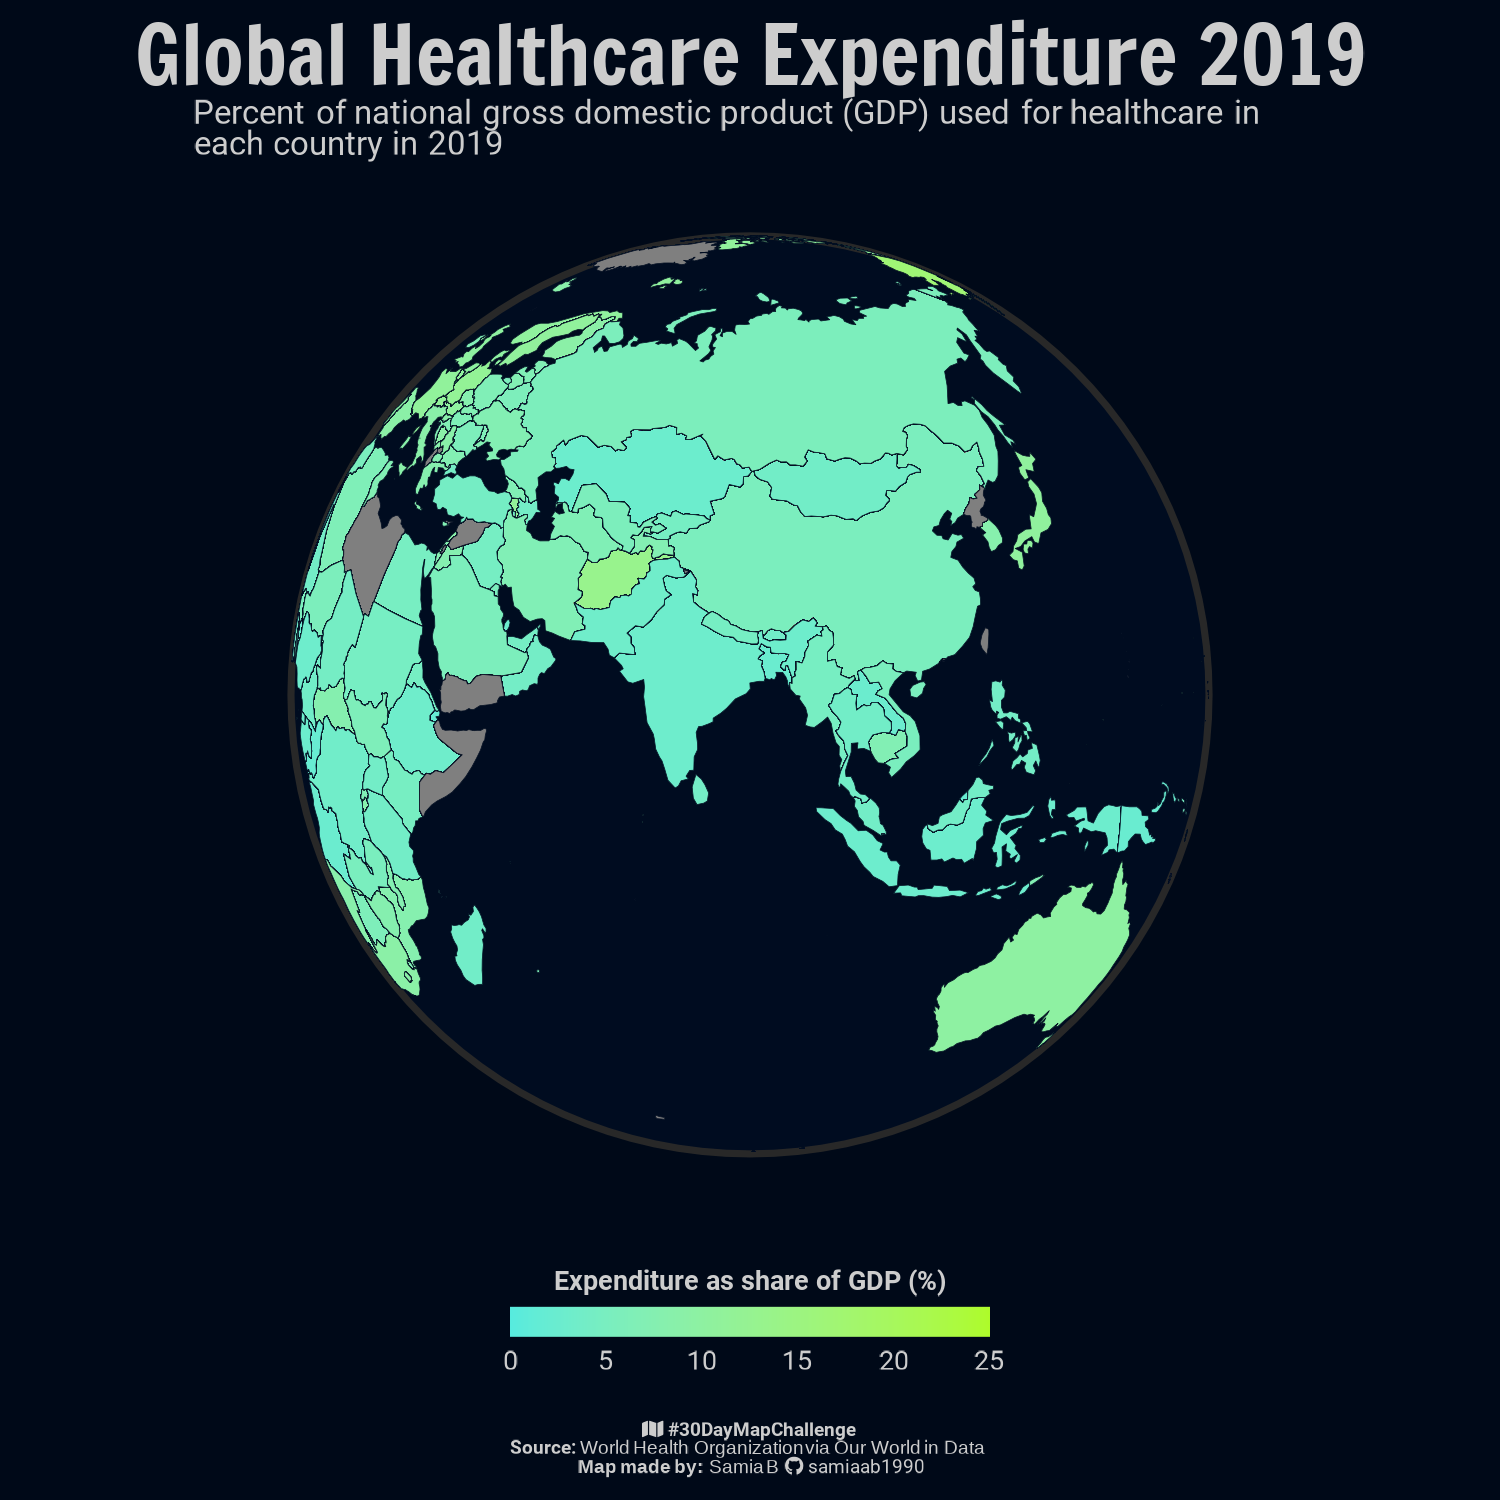 Global Healthcare Expenditure 2019
Percent of national gross domestic product (GDP) used for healthcare in
each country in 2019
Expenditure as share of GDP (%)
0 5 10 15 20 25
#30DayMapChallenge
Source: World Health Organization via Our World in Data
Map made by: Samia B samiaab1990